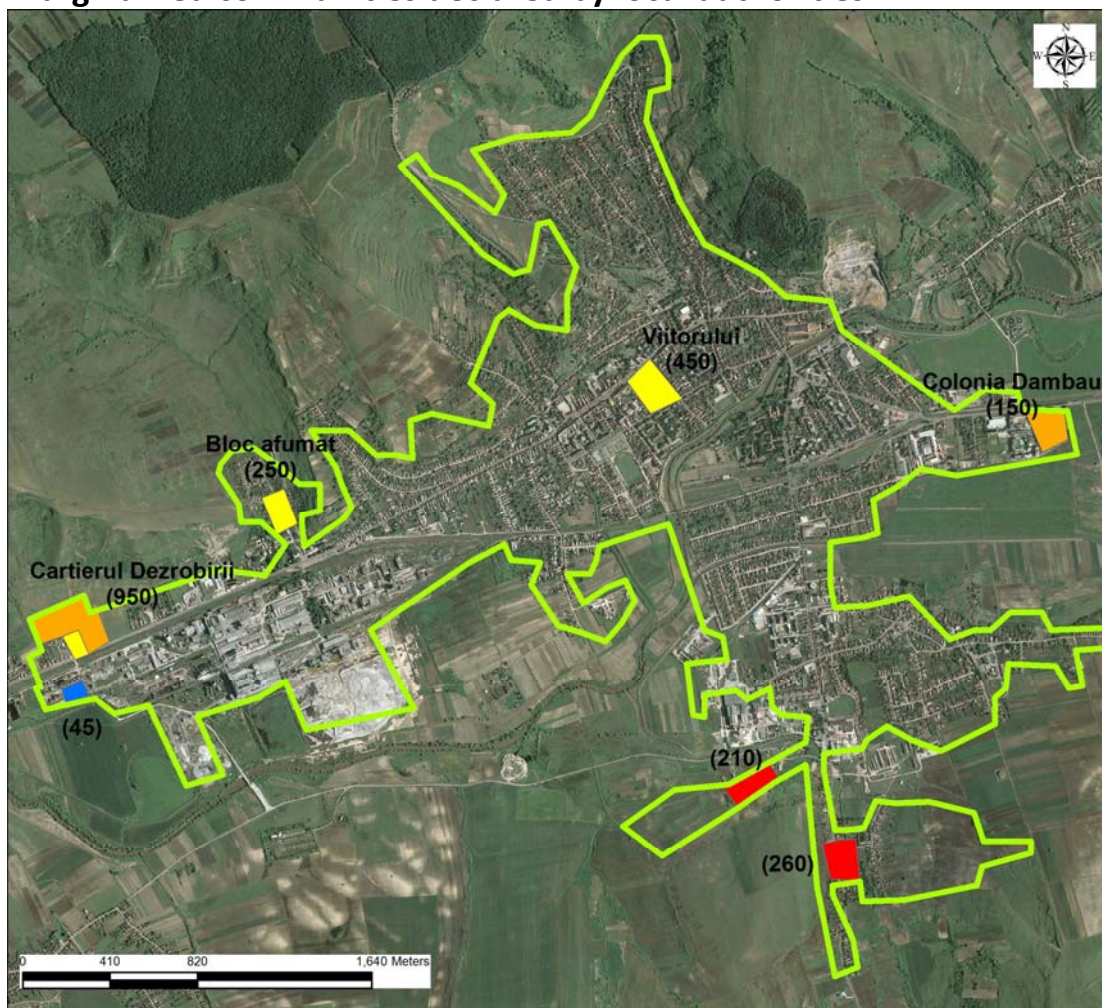 N
W E
S
Viitorului
(450)
Colonia Dambau
(150)
Bloc afumat
(250)
Cartierul Dezrobirii
(950)
(45)
(210)
(260)
0 410 820 1,640 Meters